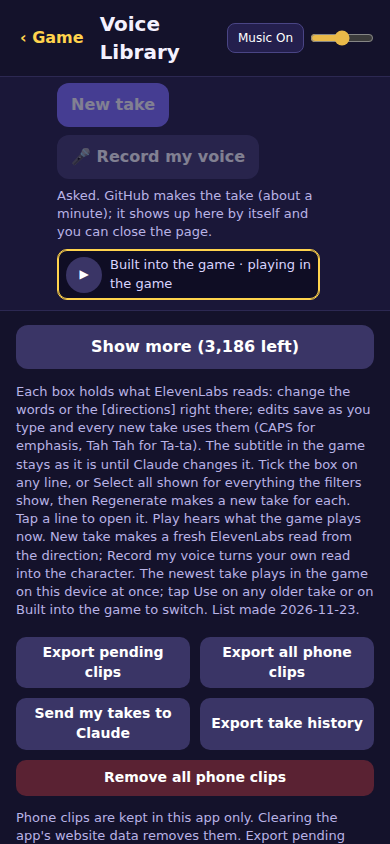 ‹ Game
Voice
Library
Music On
New take
🎤 Record my voice
Asked. GitHub makes the take (about a
minute); it shows up here by itself and
you can close the page.
Built into the game · playing in
the game
Show more (3,186 left)
Each box holds what ElevenLabs reads: change the
words or the [directions] right there; edits save as you
type and every new take uses them (CAPS for
emphasis, Tah Tah for Ta-ta). The subtitle in the game
stays as it is until Claude changes it. Tick the box on
any line, or Select all shown for everything the filters
show, then Regenerate makes a new take for each.
Tap a line to open it. Play hears what the game plays
now. New take makes a fresh ElevenLabs read from
the direction; Record my voice turns your own read
into the character. The newest take plays in the game
on this device at once; tap Use on any older take or on
Built into the game to switch. List made 2026-11-23.
Export pending
clips
Export all phone
clips
Send my takes to
Claude
Export take history
Remove all phone clips
Phone clips are kept in this app only. Clearing the
app's website data removes them. Export pending